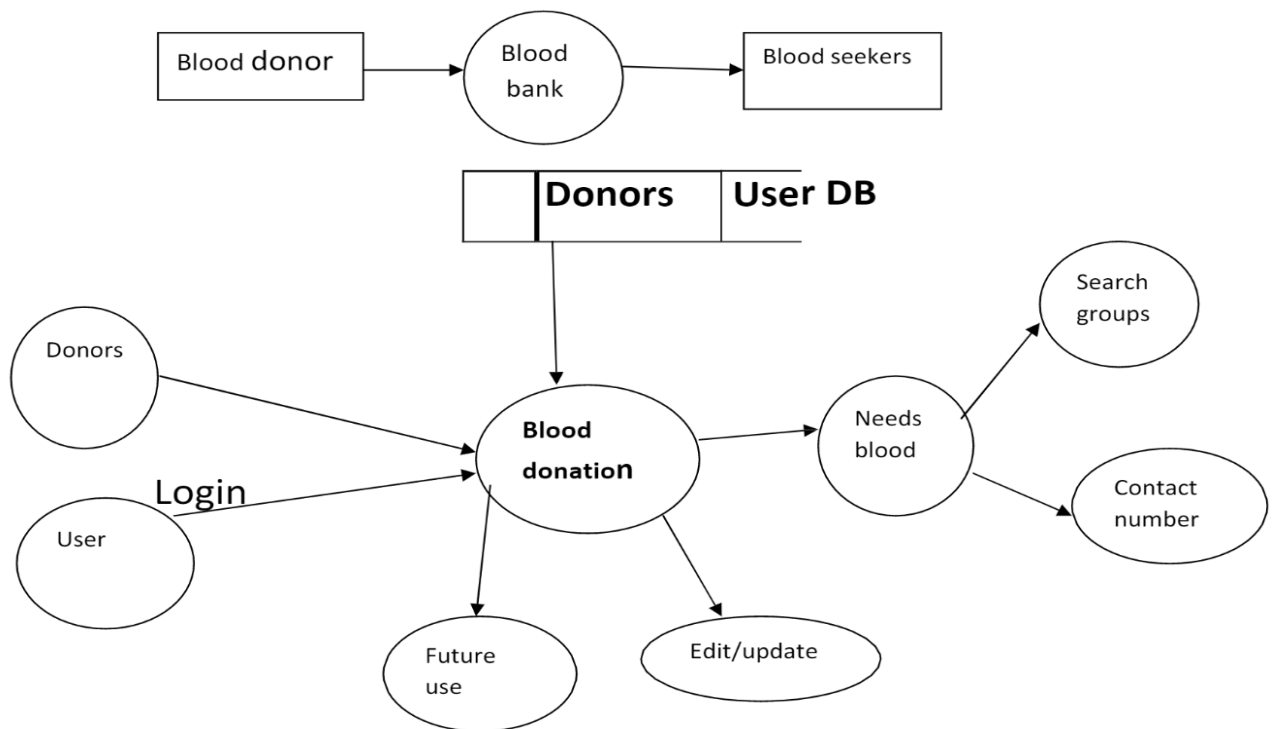 Blood donor
Blood
bank
Blood seekers
Donors
User DB
Search
groups
Donors
Blood
donation
Needs
blood
Login
User
Contact
number
Future
use
Edit/update